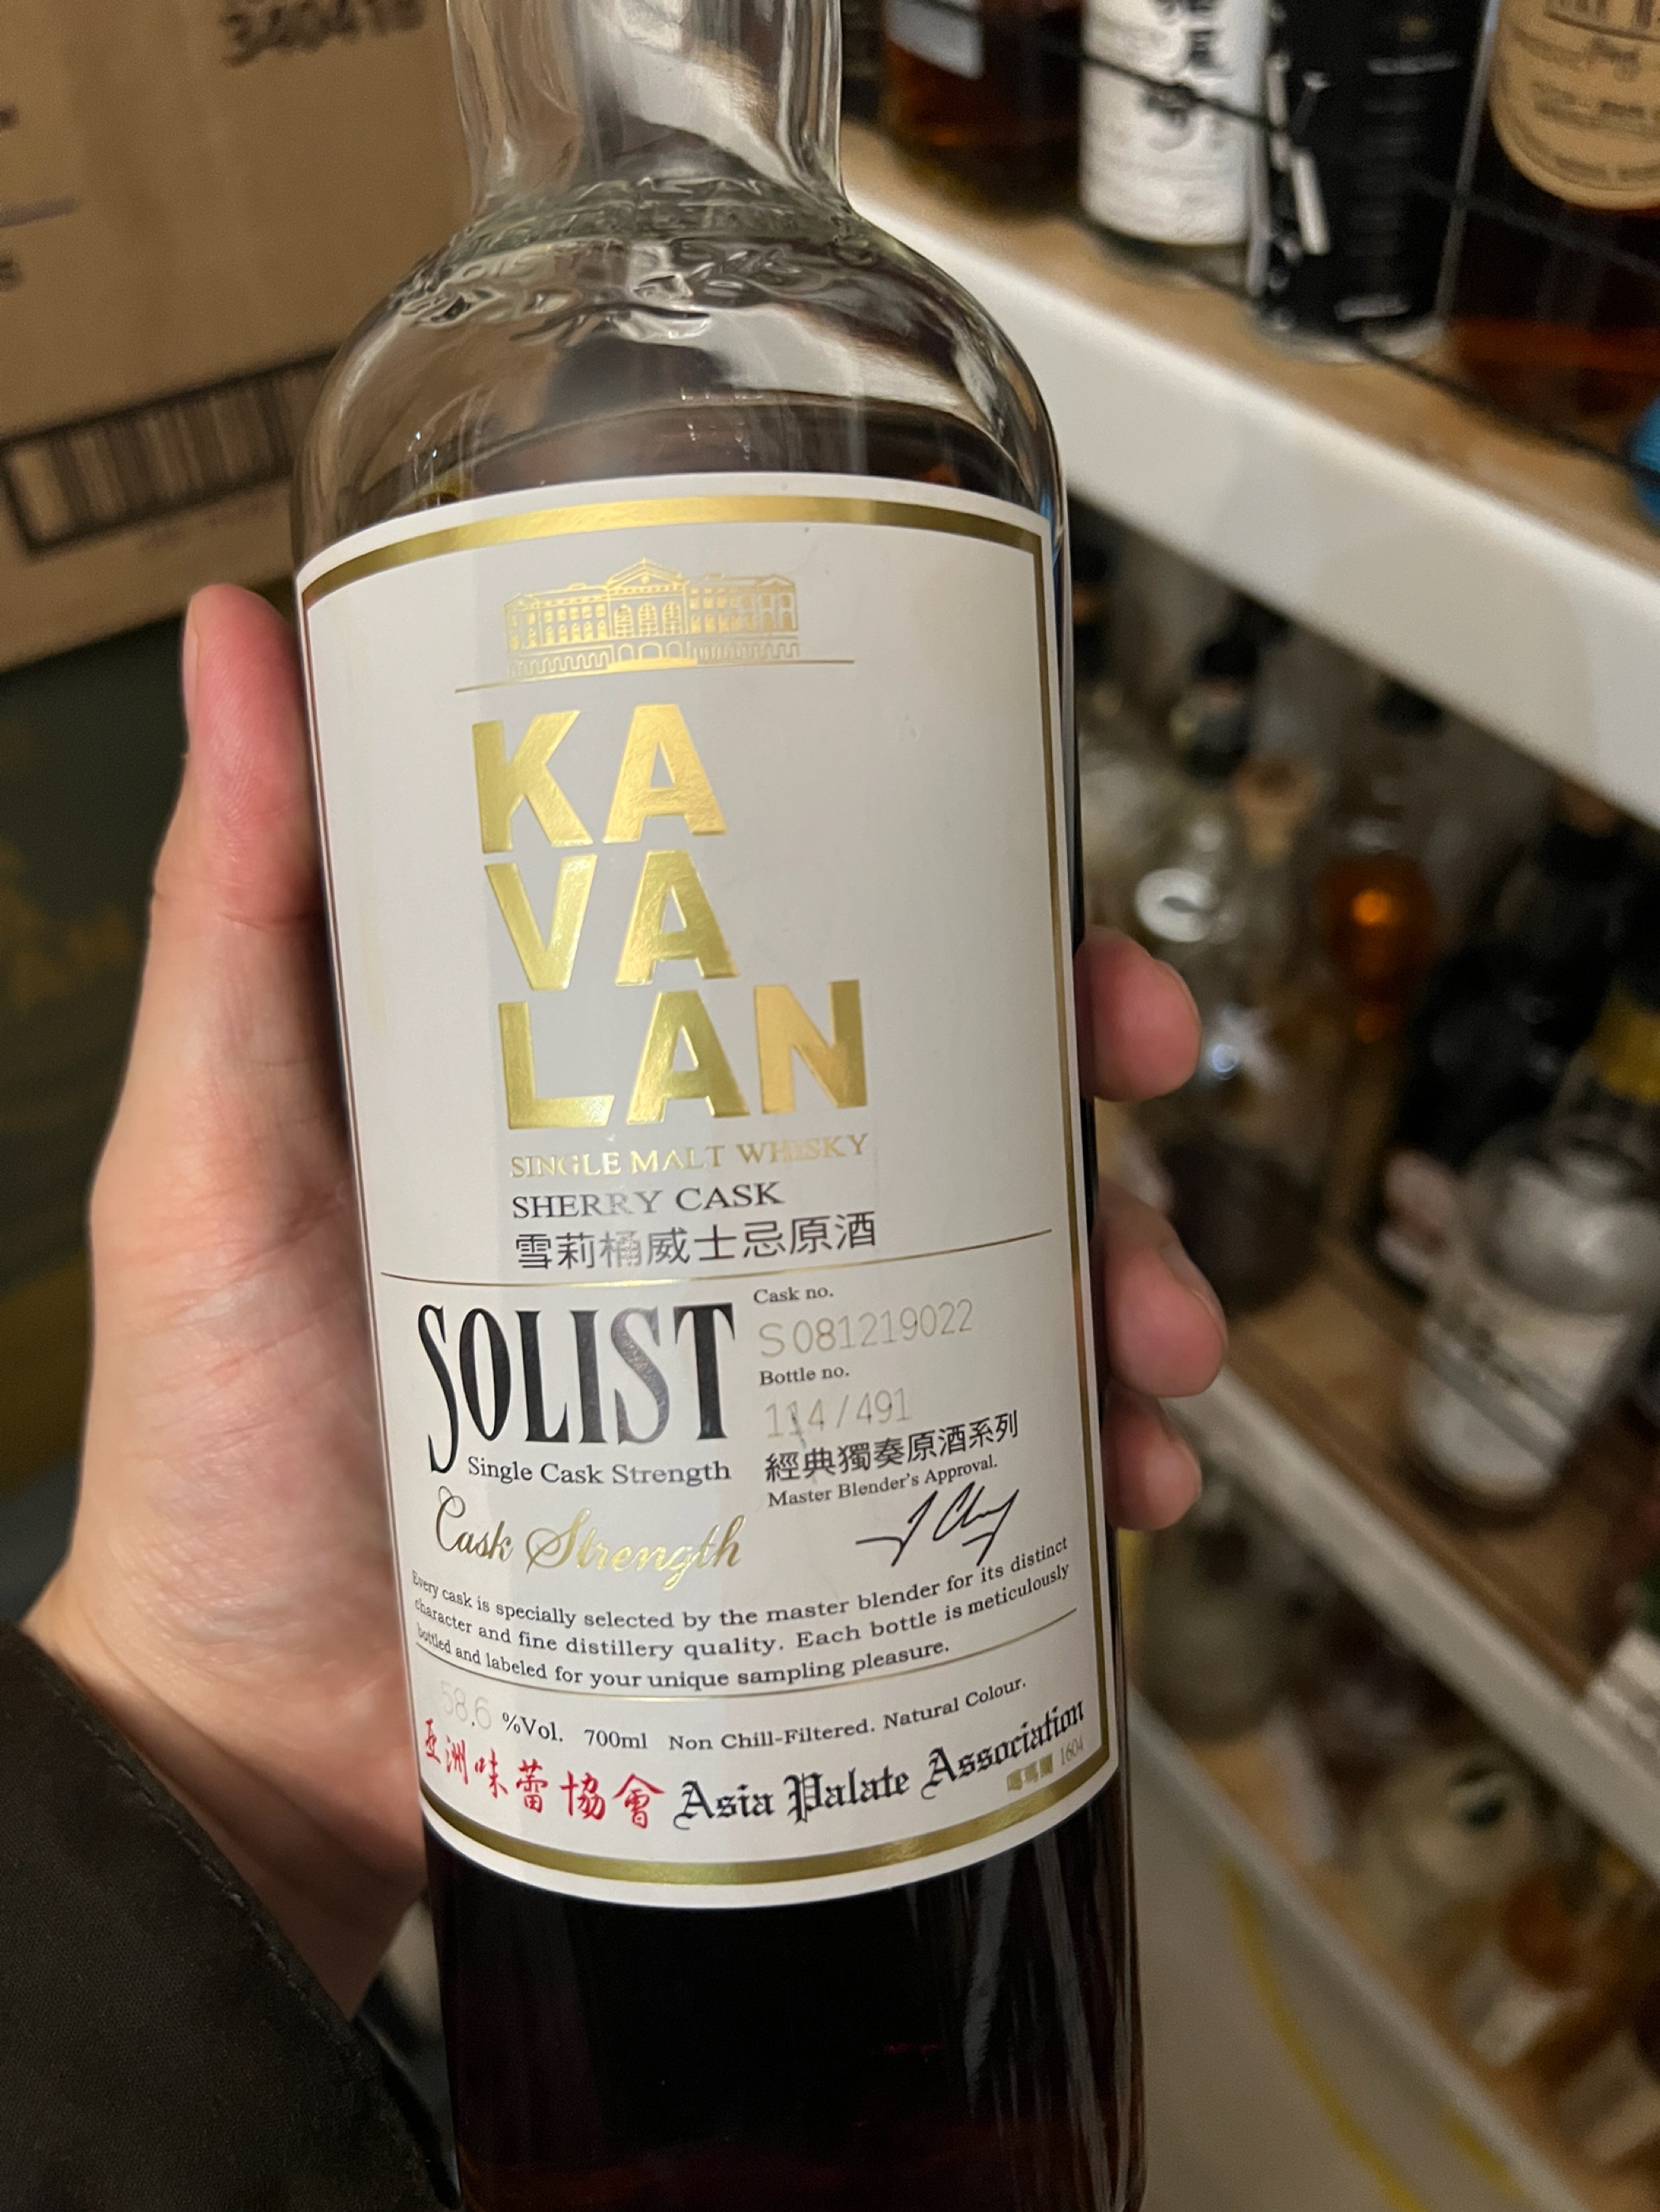 340418
KA
VA
LAN
SINGLE MALT WHISKY
SHERRY CASK
雪莉桶威士忌原酒
SOLIST
Single Cask Strength
Cask Strength
Cask no.
S081219022
Bottle no.
114/491
經典獨奏原酒系列
Master Blender's Approval.
Every cask is specially selected by the master blender for its distinct
character and fine distillery quality. Each bottle is meticulously
bottled and labeled for your unique sampling pleasure.
58.6 %Vol. 700ml Non Chill-Filtered. Natural Colour.
亞洲味蕾協會 Asia Palate Association
噶瑪蘭 1604